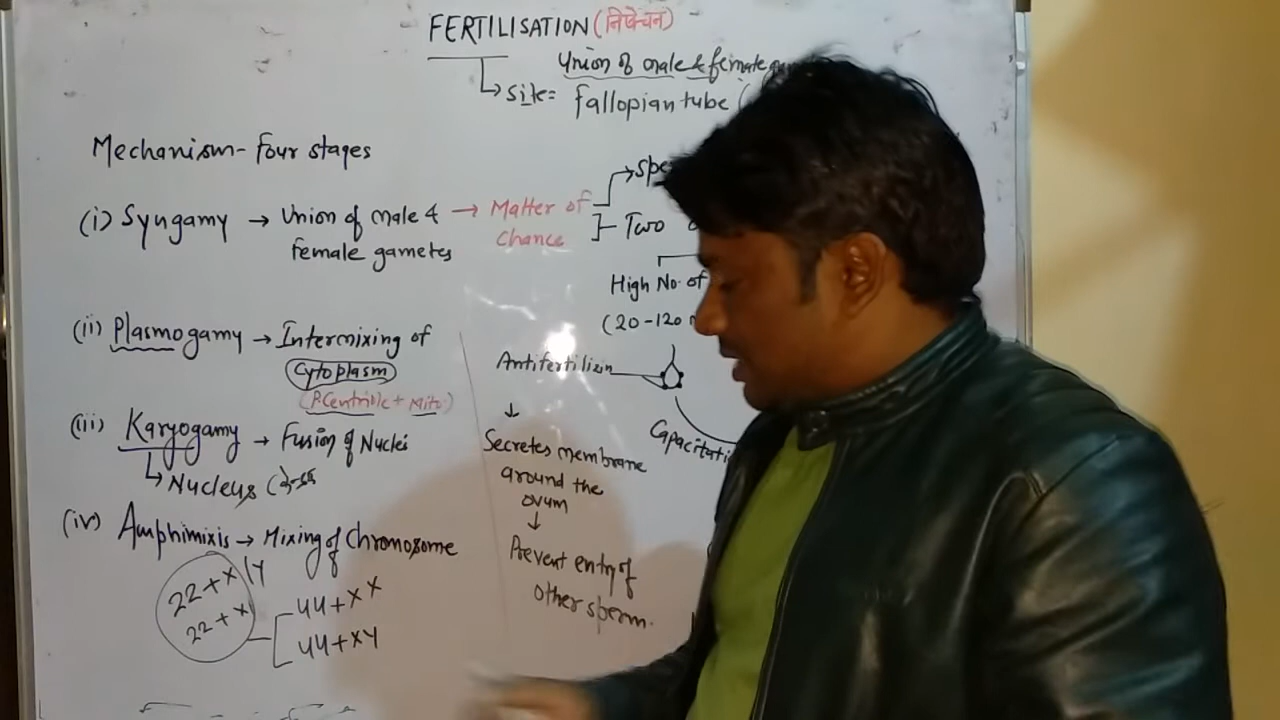 FERTILISATION (निषेचन)
Union of male & female
site= fallopian tube (
Mechanism- four stages
(i) Syngamy → Union of male & → Matter of
female gametes
chance
Two
High No. of
(20-120
(ii) Plasmogamy → Intermixing of
Cytoplasm
Antifertilizin
(iii) Karyogamy → Fusion of Nuclei
Nucleus
Secretes membrane
around the
ovum
(iv) Amphimixis → Mixing of Chromosome
Prevent entry of
other sperm.
22+X/Y
22+X
44+XX
44+XY